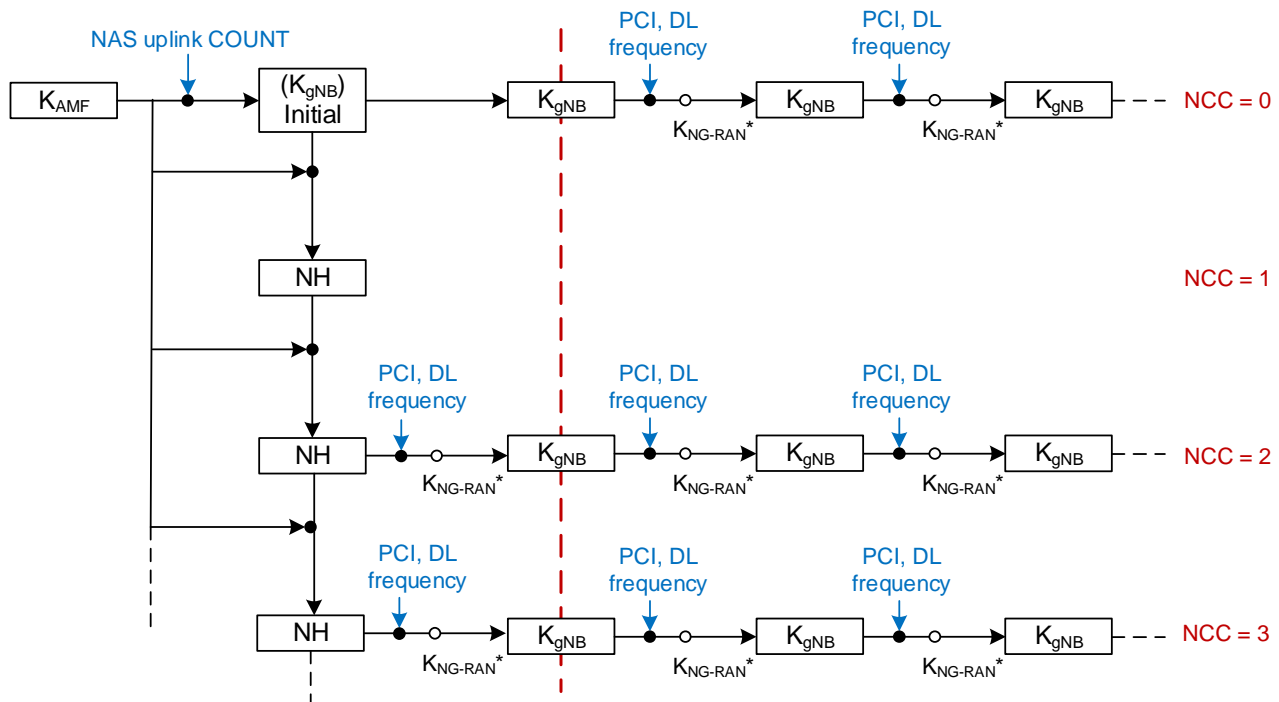 NAS uplink COUNT
PCI, DL
frequency
PCI, DL
frequency
KAMF
(KgNB)
Initial
KgNB
KgNB
KgNB
NCC = 0
KNG-RAN*
KNG-RAN*
NH
NCC = 1
PCI, DL
frequency
PCI, DL
frequency
PCI, DL
frequency
NH
KgNB
KgNB
KgNB
NCC = 2
KNG-RAN*
KNG-RAN*
KNG-RAN*
PCI, DL
frequency
PCI, DL
frequency
PCI, DL
frequency
NH
KgNB
KgNB
KgNB
NCC = 3
KNG-RAN*
KNG-RAN*
KNG-RAN*